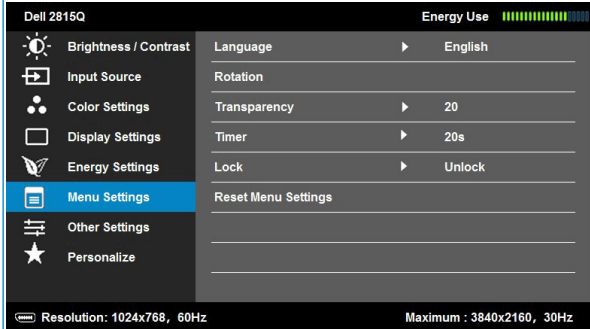 Dell 2815Q Energy Use
Brightness / Contrast Language English
Input Source Rotation
Color Settings Transparency 20
Display Settings Timer 20s
Energy Settings Lock Unlock
Menu Settings Reset Menu Settings
Other Settings
Personalize
Resolution: 1024x768, 60Hz Maximum : 3840x2160, 30Hz